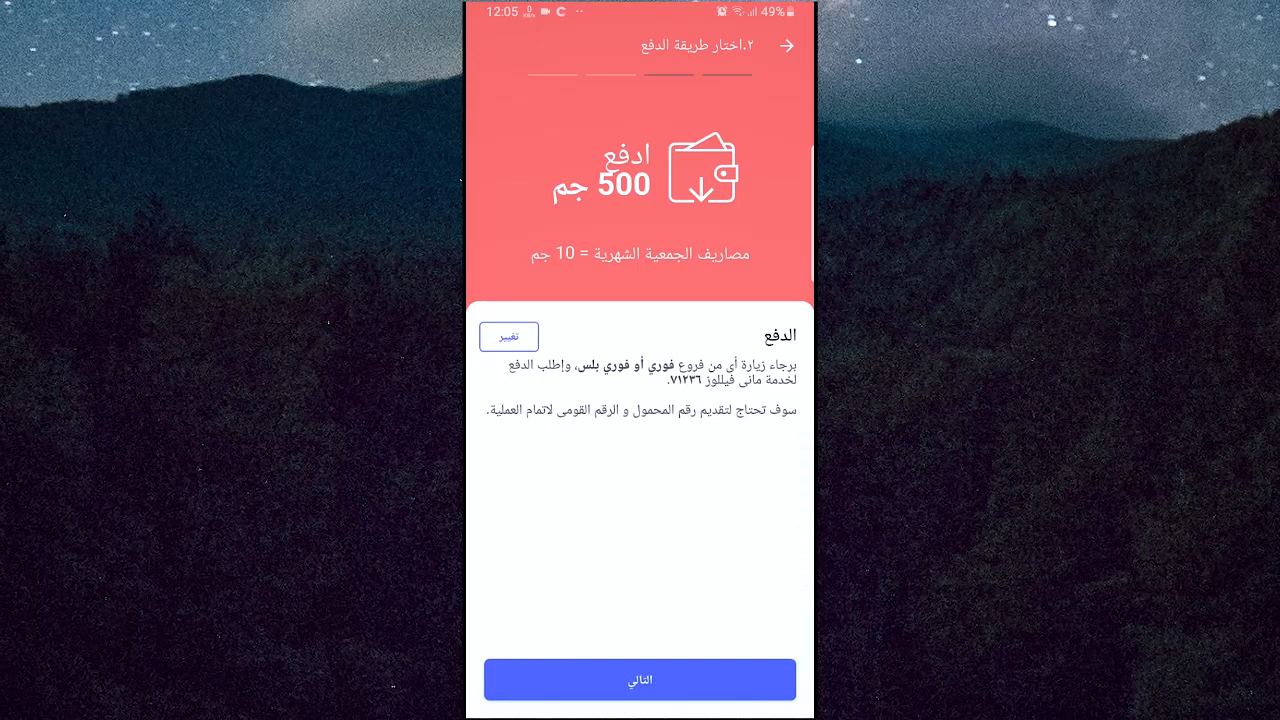 12:05 0 KB/s C ·· 49%
٢.اختار طريقة الدفع
ادفع
500 جم
مصاريف الجمعية الشهرية = 10 جم
الدفع
تغيير
برجاء زيارة أى من فروع فوري أو فوري بلس، وإطلب الدفع
لخدمة مانى فيللوز ٧١٢٣٦.
سوف تحتاج لتقديم رقم المحمول و الرقم القومى لاتمام العملية.
التالي